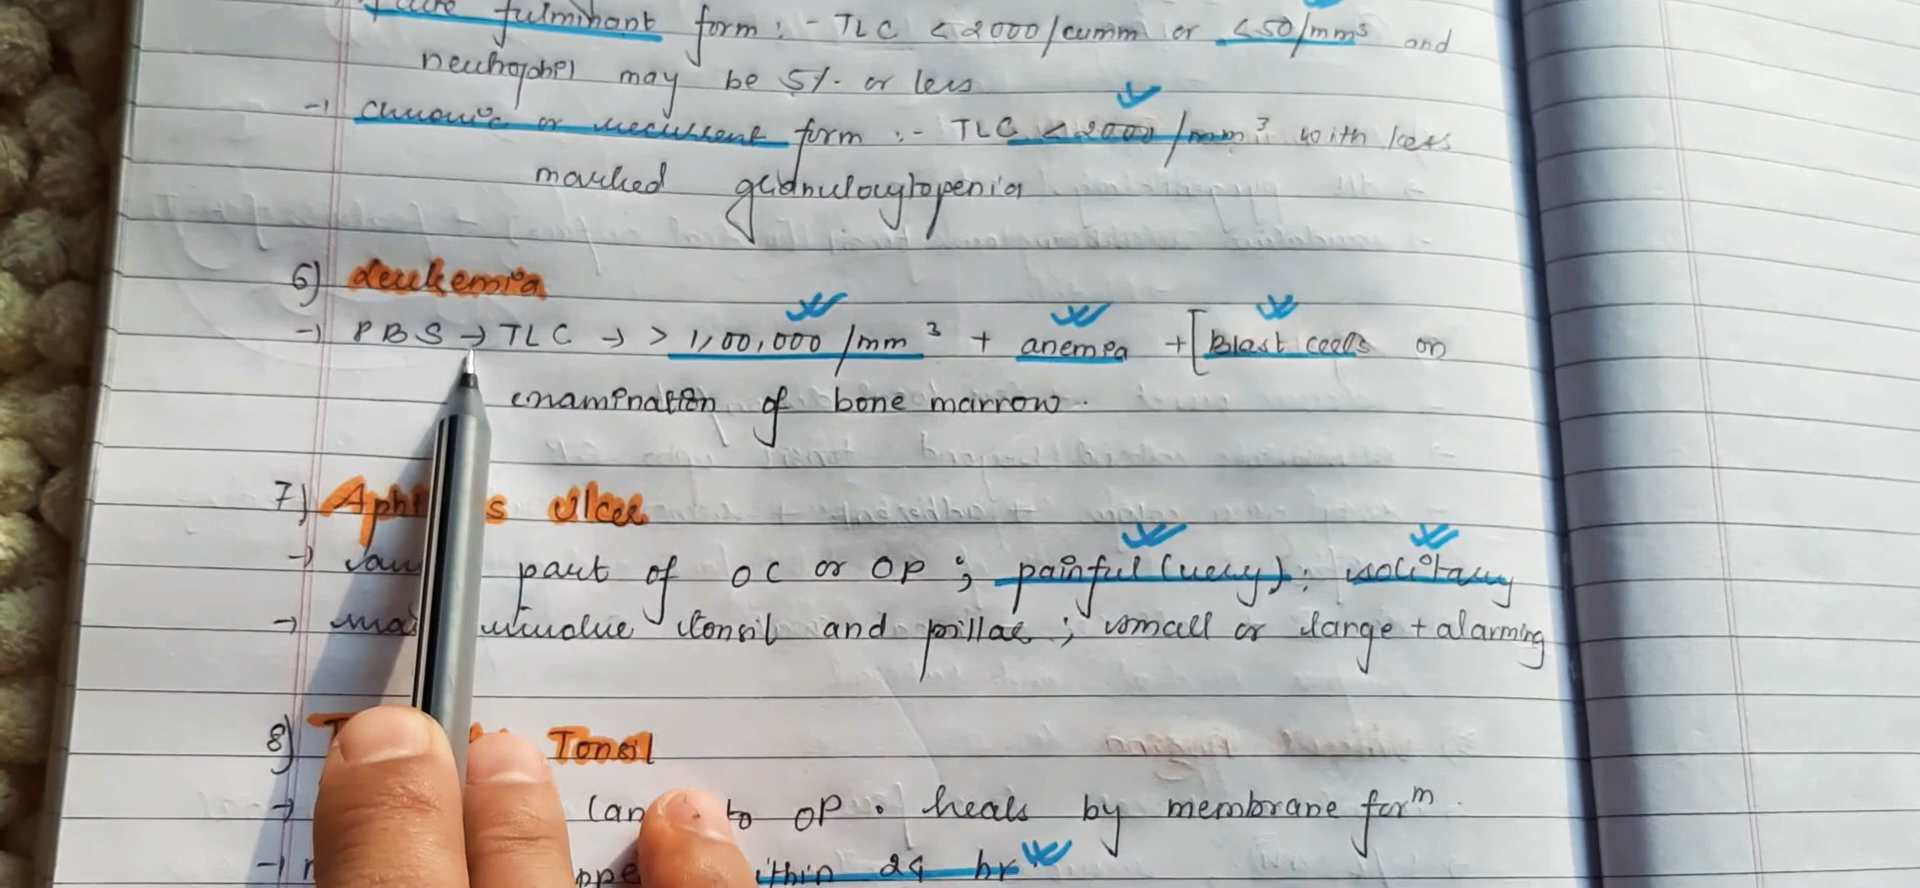 fulminant form :- TLC < 2000/cumm or <50/mm³ and
neutrophil may be 5% or less
→ chronic or recurrent form :- TLC < 2000/mm³ with less
marked granulocytopenia
6) Leukemia
→ PBS → TLC → > 1,00,000/mm³ + anemia + [Blast cells on
examination of bone marrow.
7) Aph s Ulcer
→ part of OC or OP ; painful (very) ; solitary
→ involve tonsil and pillar ; small or large + alarming
8) Tonsil
→ to OP . heals by membrane formⁿ.
→ 24 hr